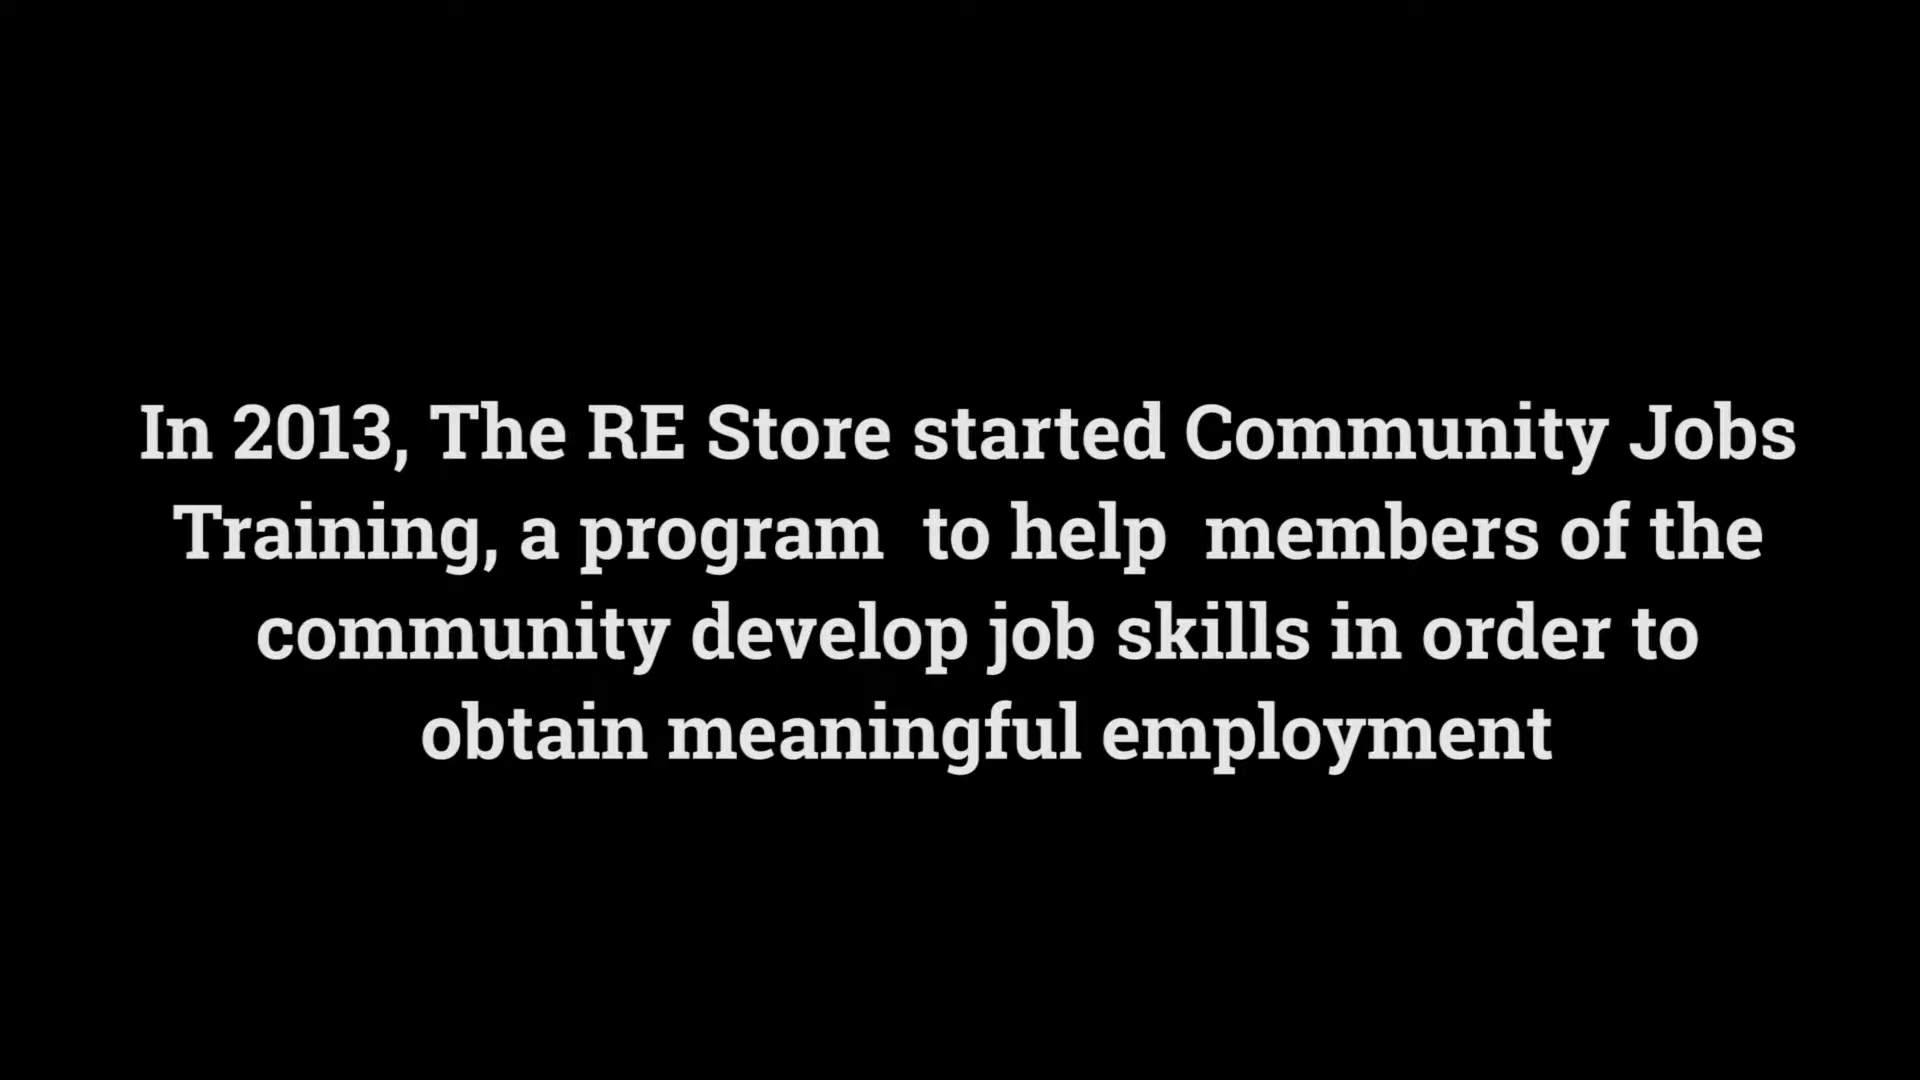 In 2013, The RE Store started Community Jobs
Training, a program  to help  members of the
community develop job skills in order to
obtain meaningful employment